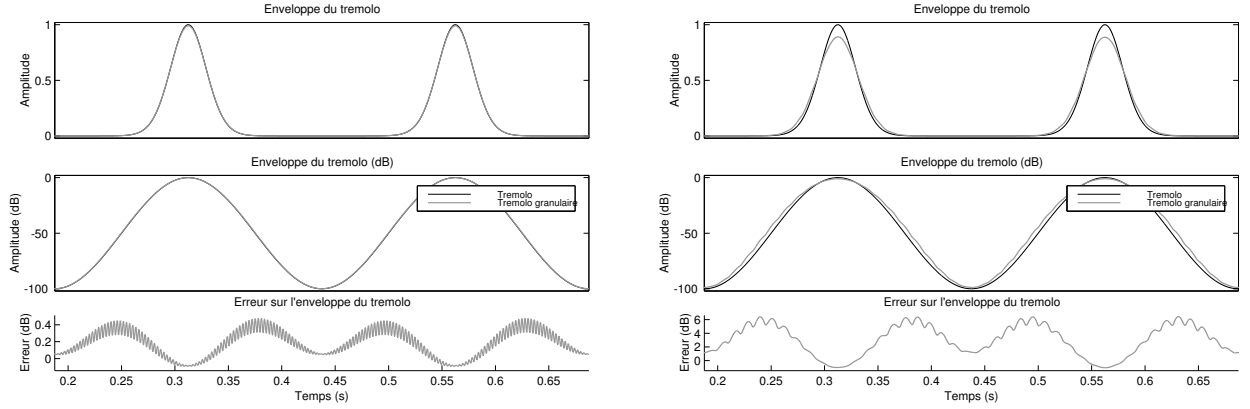 Enveloppe du tremolo
1
0.5
0
Amplitude
Enveloppe du tremolo (dB)
0
-50
-100
Amplitude (dB)
Tremolo
Tremolo granulaire
Erreur sur l'enveloppe du tremolo
0.4
0.2
0
Erreur (dB)
0.2 0.25 0.3 0.35 0.4 0.45 0.5 0.55 0.6 0.65
Temps (s)
Enveloppe du tremolo
1
0.5
0
Amplitude
Enveloppe du tremolo (dB)
0
-50
-100
Amplitude (dB)
Tremolo
Tremolo granulaire
Erreur sur l'enveloppe du tremolo
6
4
2
0
Erreur (dB)
0.2 0.25 0.3 0.35 0.4 0.45 0.5 0.55 0.6 0.65
Temps (s)